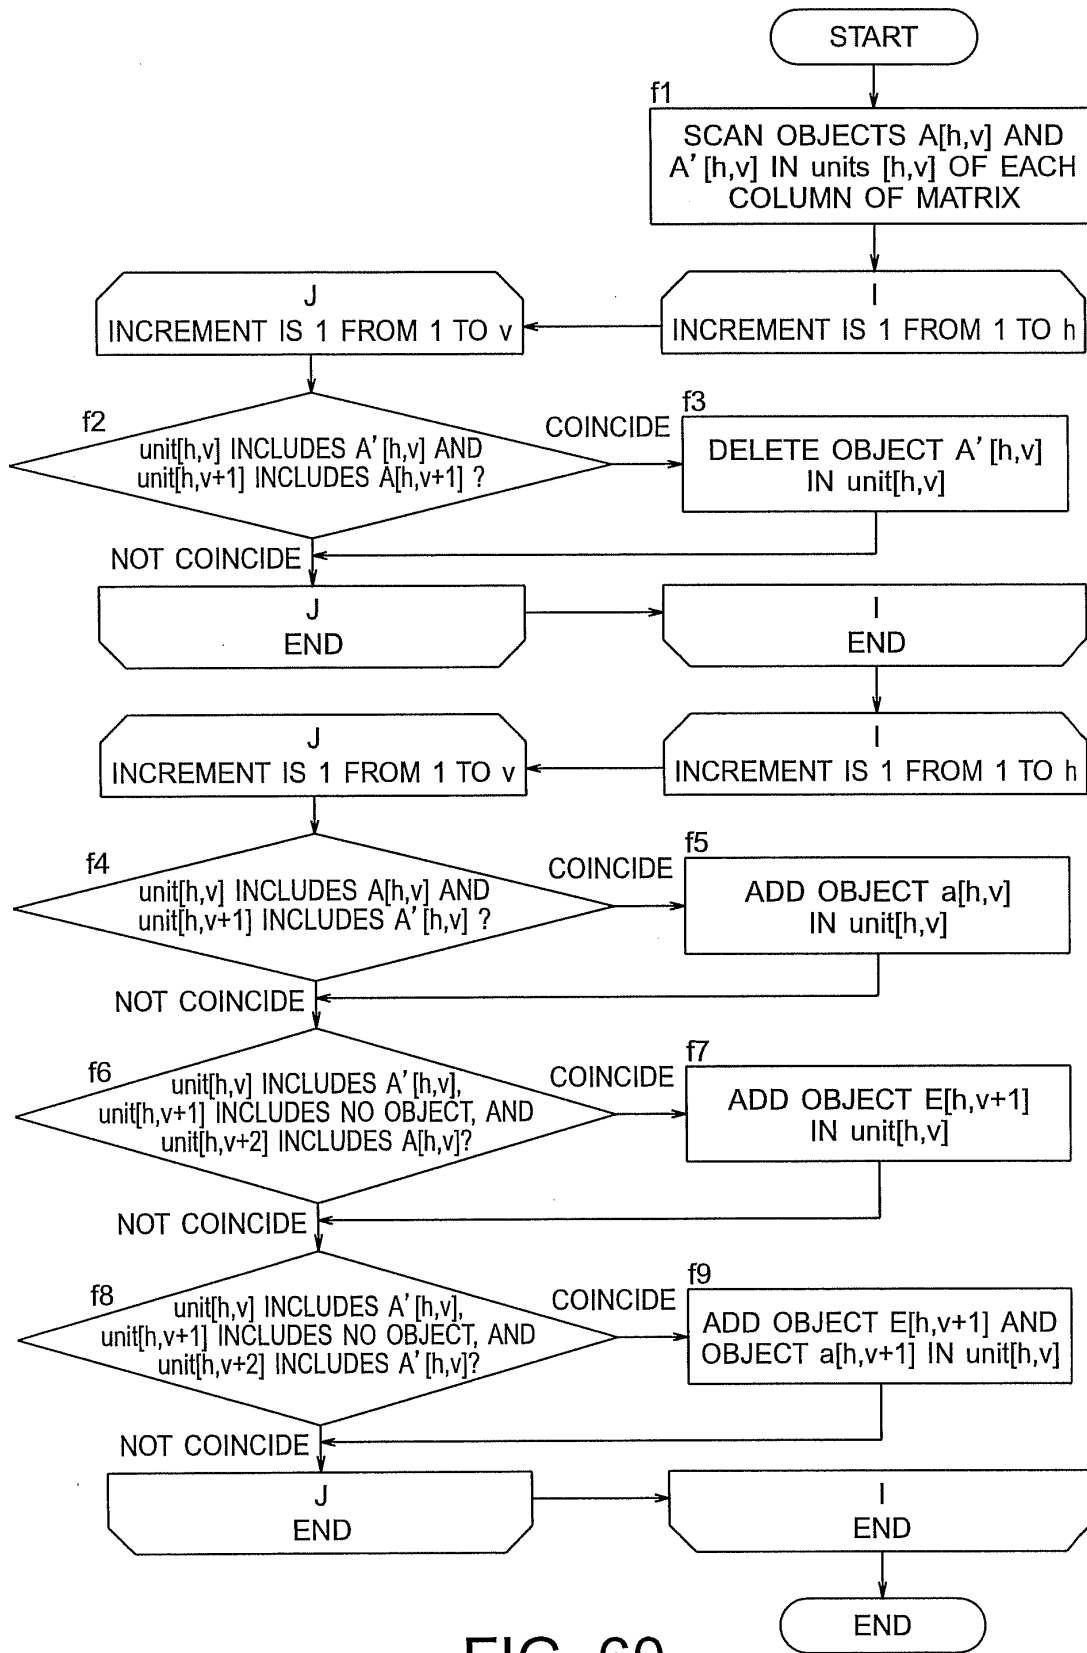 START
f1
SCAN OBJECTS A[h,v] AND
A'[h,v] IN units [h,v] OF EACH
COLUMN OF MATRIX
I
INCREMENT IS 1 FROM 1 TO h
J
INCREMENT IS 1 FROM 1 TO v
f2
unit[h,v] INCLUDES A'[h,v] AND
unit[h,v+1] INCLUDES A[h,v+1] ?
COINCIDE
f3
DELETE OBJECT A'[h,v]
IN unit[h,v]
NOT COINCIDE
J
END
I
END
I
INCREMENT IS 1 FROM 1 TO h
J
INCREMENT IS 1 FROM 1 TO v
f4
unit[h,v] INCLUDES A[h,v] AND
unit[h,v+1] INCLUDES A'[h,v] ?
COINCIDE
f5
ADD OBJECT a[h,v]
IN unit[h,v]
NOT COINCIDE
f6
unit[h,v] INCLUDES A'[h,v],
unit[h,v+1] INCLUDES NO OBJECT, AND
unit[h,v+2] INCLUDES A[h,v]?
COINCIDE
f7
ADD OBJECT E[h,v+1]
IN unit[h,v]
NOT COINCIDE
f8
unit[h,v] INCLUDES A'[h,v],
unit[h,v+1] INCLUDES NO OBJECT, AND
unit[h,v+2] INCLUDES A'[h,v]?
COINCIDE
f9
ADD OBJECT E[h,v+1] AND
OBJECT a[h,v+1] IN unit[h,v]
NOT COINCIDE
J
END
I
END
END